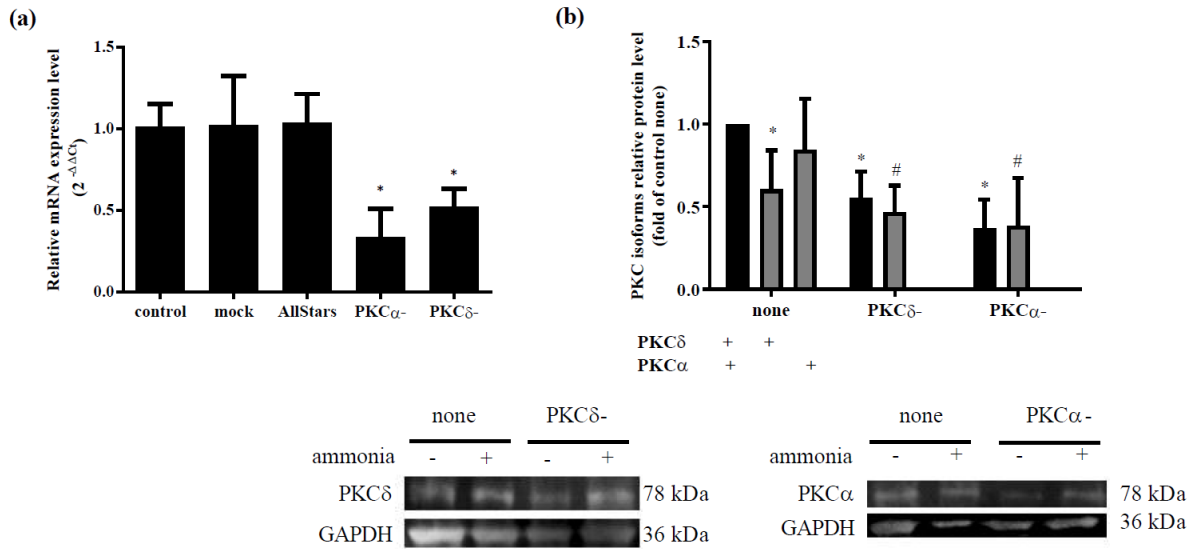 (a)
Relative mRNA expression level
(2 -ΔΔCt)
1.5
1.0
0.5
0.0
*
*
control mock AllStars PKCα- PKCδ-
(b)
PKC isoforms relative protein level
(fold of control none)
1.5
1.0
0.5
0.0
* * # * #
none PKCδ- PKCα-
PKCδ + +
PKCα + +
none PKCδ-
ammonia - + - +
PKCδ 78 kDa
GAPDH 36 kDa
none PKCα-
ammonia - + - +
PKCα 78 kDa
GAPDH 36 kDa